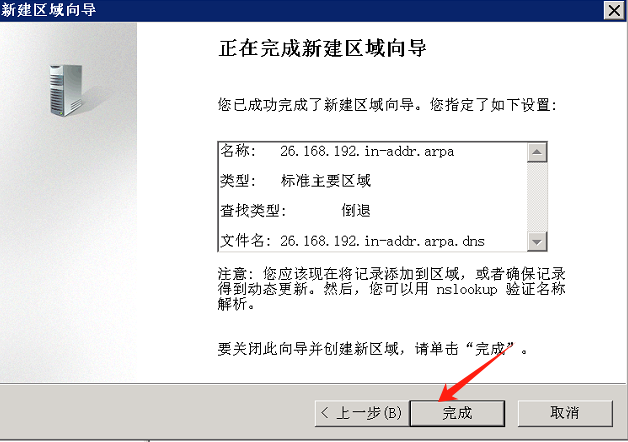 新建区域向导
正在完成新建区域向导
您已成功完成了新建区域向导。您指定了如下设置:
名称: 26.168.192.in-addr.arpa
类型: 标准主要区域
查找类型: 倒退
文件名: 26.168.192.in-addr.arpa.dns
注意: 您应该现在将记录添加到区域，或者确保记录
得到动态更新。然后，您可以用 nslookup 验证名称
解析。
要关闭此向导并创建新区域，请单击“完成”。
< 上一步(B) 完成 取消